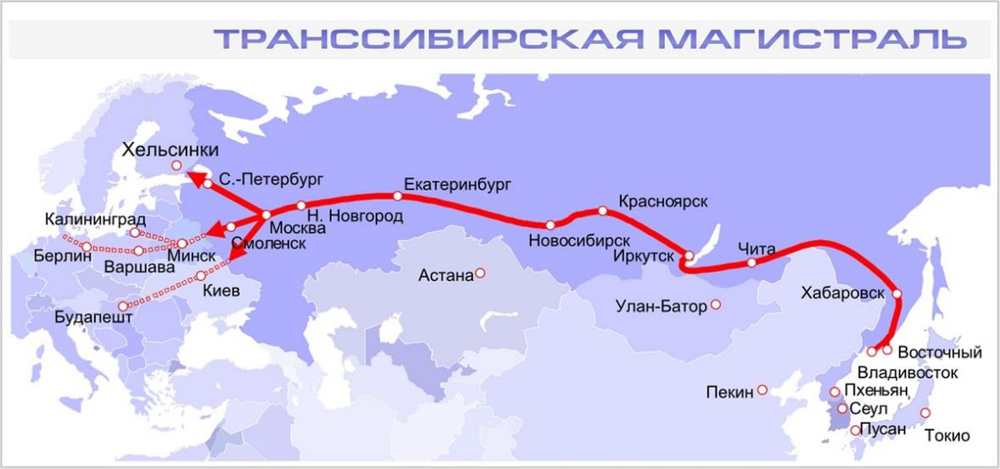 ТРАНССИБИРСКАЯ МАГИСТРАЛЬ
Хельсинки
С.-Петербург
Екатеринбург
Н. Новгород
Москва
Калининград
Смоленск
Берлин
Варшава
Минск
Киев
Будапешт
Красноярск
Новосибирск
Иркутск
Чита
Астана
Улан-Батор
Хабаровск
Восточный
Владивосток
Пекин
Пхеньян
Сеул
Пусан
Токио